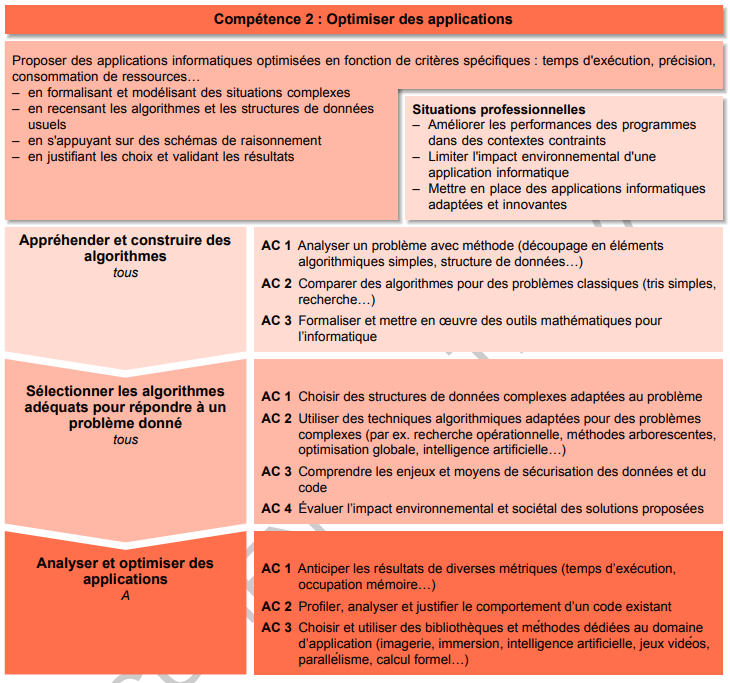 Compétence 2 : Optimiser des applications
Proposer des applications informatiques optimisées en fonction de critères spécifiques : temps d'exécution, précision,
consommation de ressources…
– en formalisant et modélisant des situations complexes
– en recensant les algorithmes et les structures de données
usuels
– en s'appuyant sur des schémas de raisonnement
– en justifiant les choix et validant les résultats
Situations professionnelles
– Améliorer les performances des programmes
dans des contextes contraints
– Limiter l'impact environnemental d'une
application informatique
– Mettre en place des applications informatiques
adaptées et innovantes
Appréhender et construire des
algorithmes
tous
AC 1 Analyser un problème avec méthode (découpage en éléments
algorithmiques simples, structure de données…)
AC 2 Comparer des algorithmes pour des problèmes classiques (tris simples,
recherche…)
AC 3 Formaliser et mettre en œuvre des outils mathématiques pour
l'informatique
Sélectionner les algorithmes
adéquats pour répondre à un
problème donné
tous
AC 1 Choisir des structures de données complexes adaptées au problème
AC 2 Utiliser des techniques algorithmiques adaptées pour des problèmes
complexes (par ex. recherche opérationnelle, méthodes arborescentes,
optimisation globale, intelligence artificielle…)
AC 3 Comprendre les enjeux et moyens de sécurisation des données et du
code
AC 4 Évaluer l'impact environnemental et sociétal des solutions proposées
Analyser et optimiser des
applications
A
AC 1 Anticiper les résultats de diverses métriques (temps d'exécution,
occupation mémoire…)
AC 2 Profiler, analyser et justifier le comportement d'un code existant
AC 3 Choisir et utiliser des bibliothèques et méthodes dédiées au domaine
d'application (imagerie, immersion, intelligence artificielle, jeux vidéos,
parallélisme, calcul formel…)